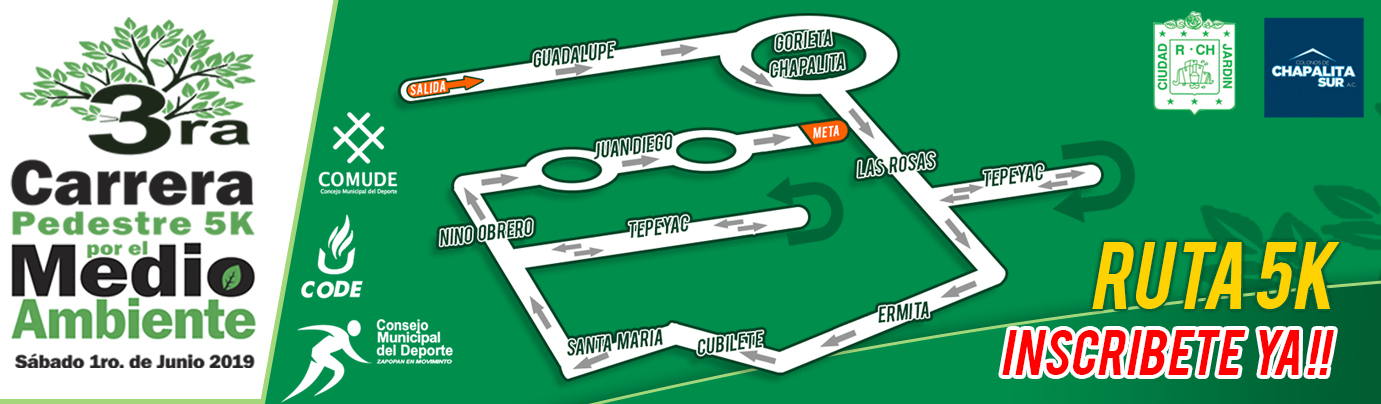 3ra
Carrera
Pedestre 5K
por el
Medio
Ambiente
Sábado 1ro. de Junio 2019
COMUDE
Concejo Municipal del Deporte
CODE
Consejo
Municipal
del Deporte
ZAPOPAN EN MOVIMINTO
SALIDA
GUADALUPE
GORIETA
CHAPALITA
JUAN DIEGO
META
LAS ROSAS
TEPEYAC
NINO OBRERO
TEPEYAC
ERMITA
CUBILETE
SANTA MARIA
CIUDAD
R · CH
JARDIN
COLONOS DE
CHAPALITA
SUR A.C.
RUTA 5K
INSCRIBETE YA!!